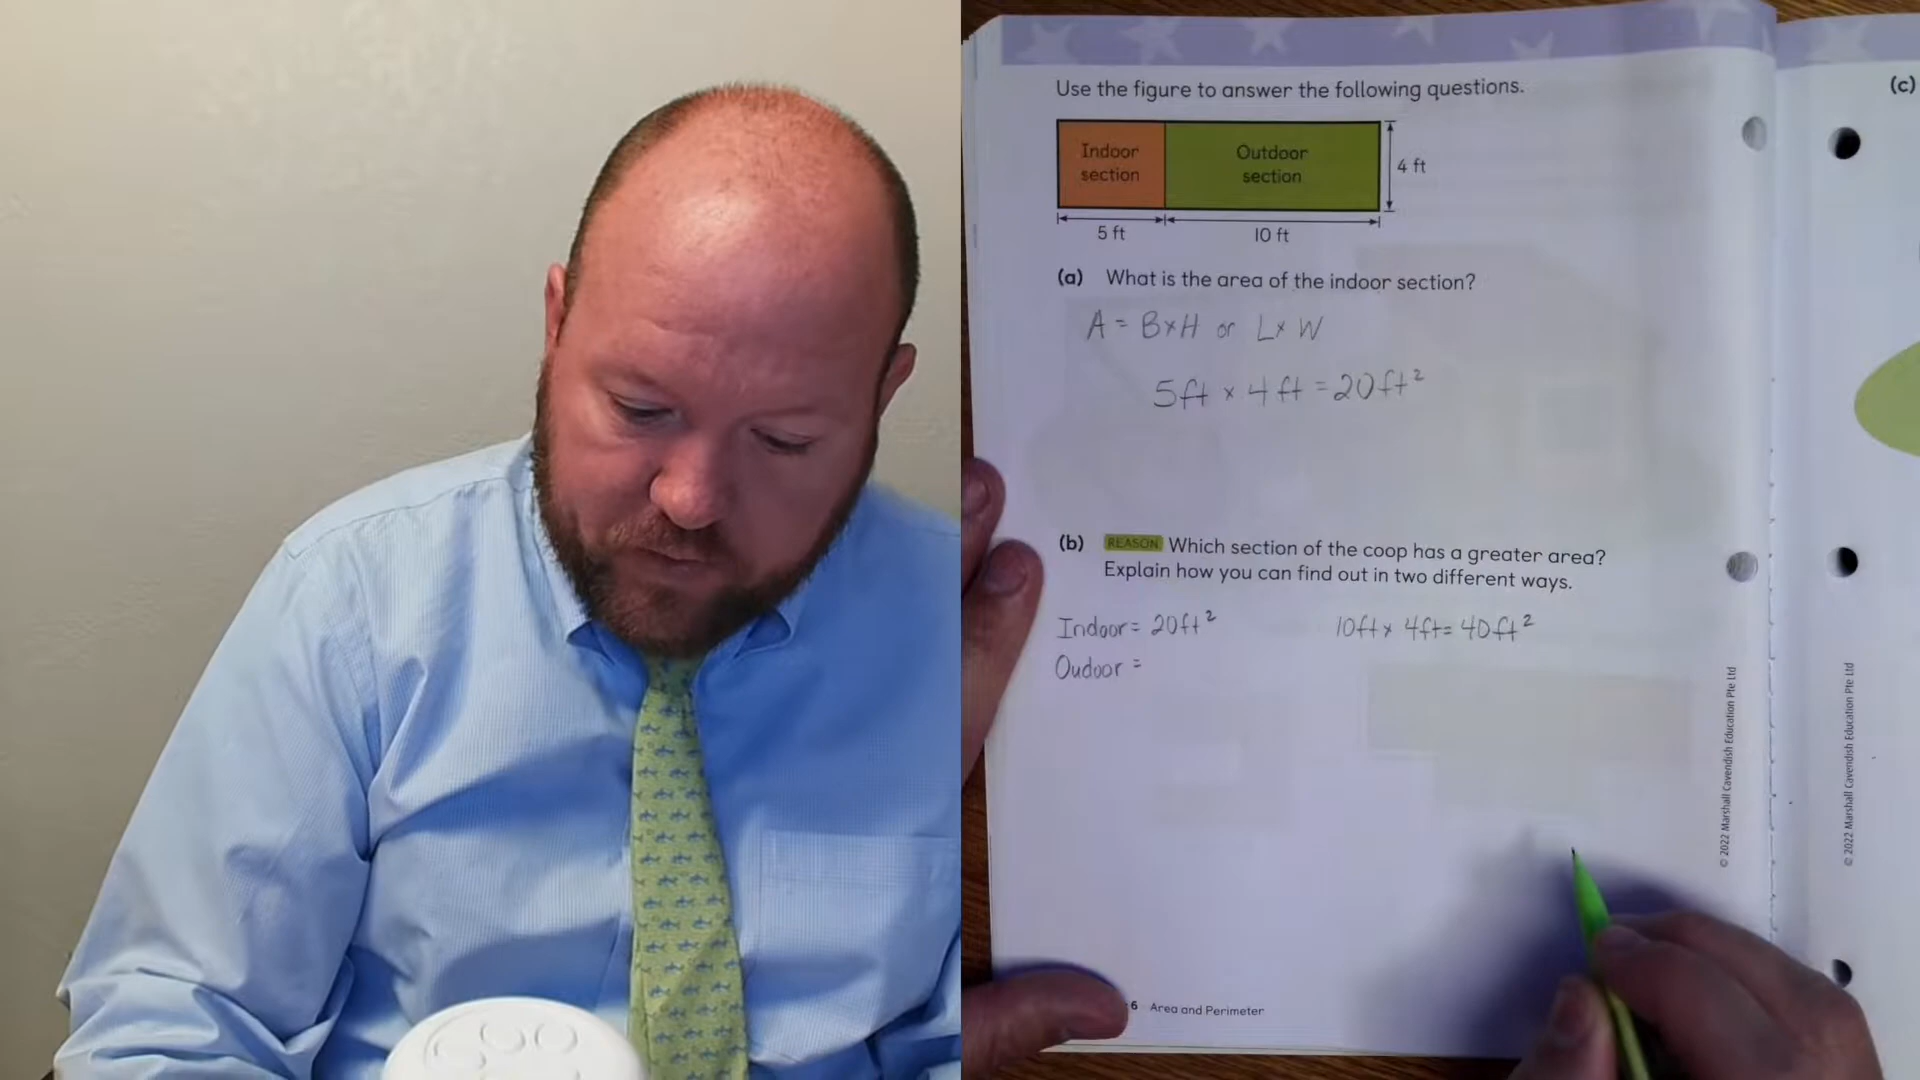 Use the figure to answer the following questions.
(c)
Indoor section
Outdoor section
4 ft
5 ft
10 ft
(a) What is the area of the indoor section?
A = B×H or L× W
5ft × 4 ft = 20ft²
(b) REASON Which section of the coop has a greater area?
Explain how you can find out in two different ways.
Indoor = 20ft²
10ft× 4ft= 40ft²
Oudoor =
6 Area and Perimeter
© 2022 Marshall Cavendish Education Pte Ltd
© 2022 Marshall Cavendish Education Pte Ltd